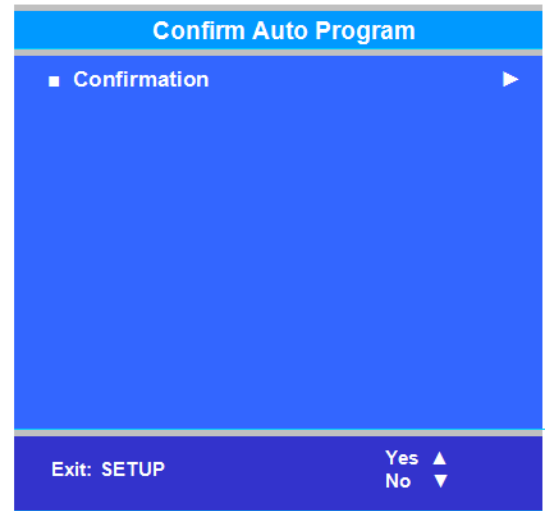 Confirm Auto Program
■ Confirmation ►
Exit: SETUP
Yes ▲
No ▼